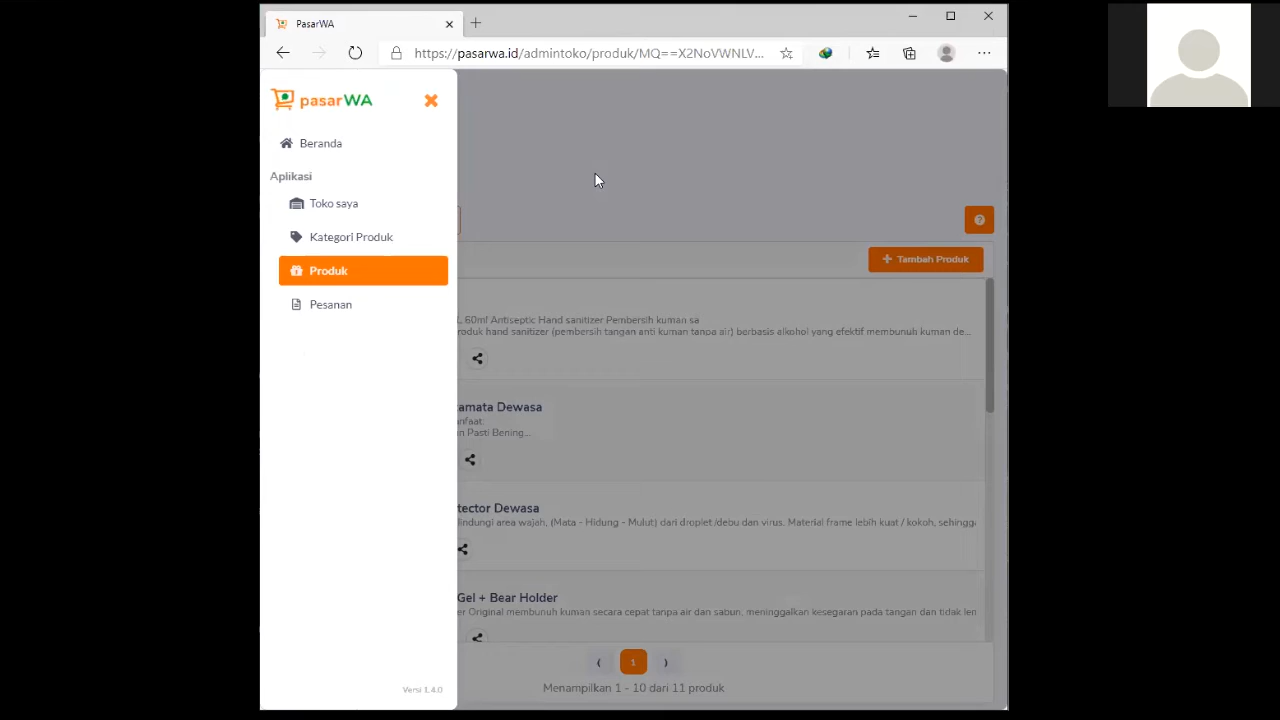 PasarWA
https://pasarwa.id/admintoko/produk/MQ==X2NoVWNLV...
pasarWA
Beranda
Aplikasi
Toko saya
Kategori Produk
Produk
Pesanan
Versi 1.4.0
Tambah Produk
60ml Antiseptic Hand sanitizer Pembersih kuman sa
roduk hand sanitizer (pembersih tangan anti kuman tanpa air) berbasis alkohol yang efektif membunuh kuman de...
amata Dewasa
nfaat:
n Pasti Bening...
tector Dewasa
lindungi area wajah, (Mata - Hidung - Mulut) dari droplet /debu dan virus. Material frame lebih kuat / kokoh, sehingga
Gel + Bear Holder
er Original membunuh kuman secara cepat tanpa air dan sabun, meninggalkan kesegaran pada tangan dan tidak len
1
Menampilkan 1 - 10 dari 11 produk